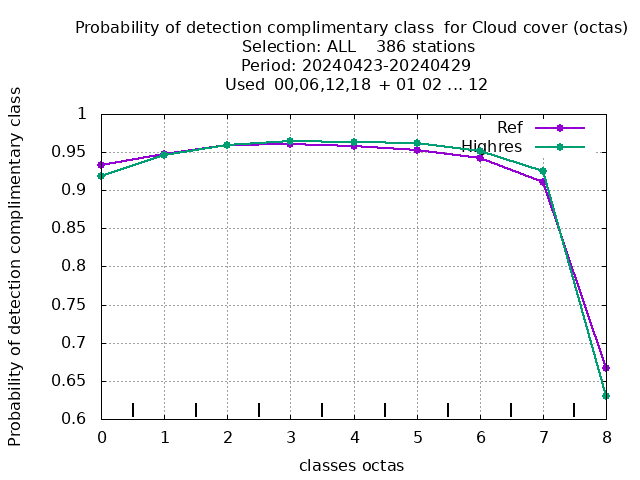 Probability of detection complimentary class  for Cloud cover (octas)
Selection: ALL    386 stations
Period: 20240423-20240429
Used  00,06,12,18 + 01 02 ... 12
Probability of detection complimentary class
1
0.95
0.9
0.85
0.8
0.75
0.7
0.65
0.6
Ref
Highres
0 1 2 3 4 5 6 7 8
classes octas